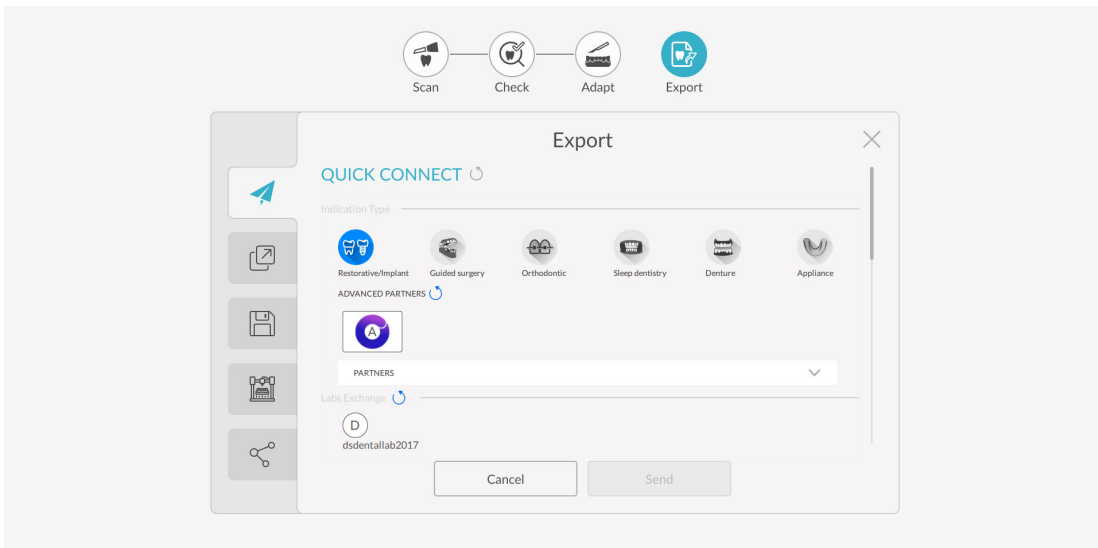 Scan Check Adapt Export
Export
QUICK CONNECT
Indication Type
Restorative/Implant Guided surgery Orthodontic Sleep dentistry Denture Appliance
ADVANCED PARTNERS
A
PARTNERS
Labs Exchange
D
dsdentallab2017
Cancel Send